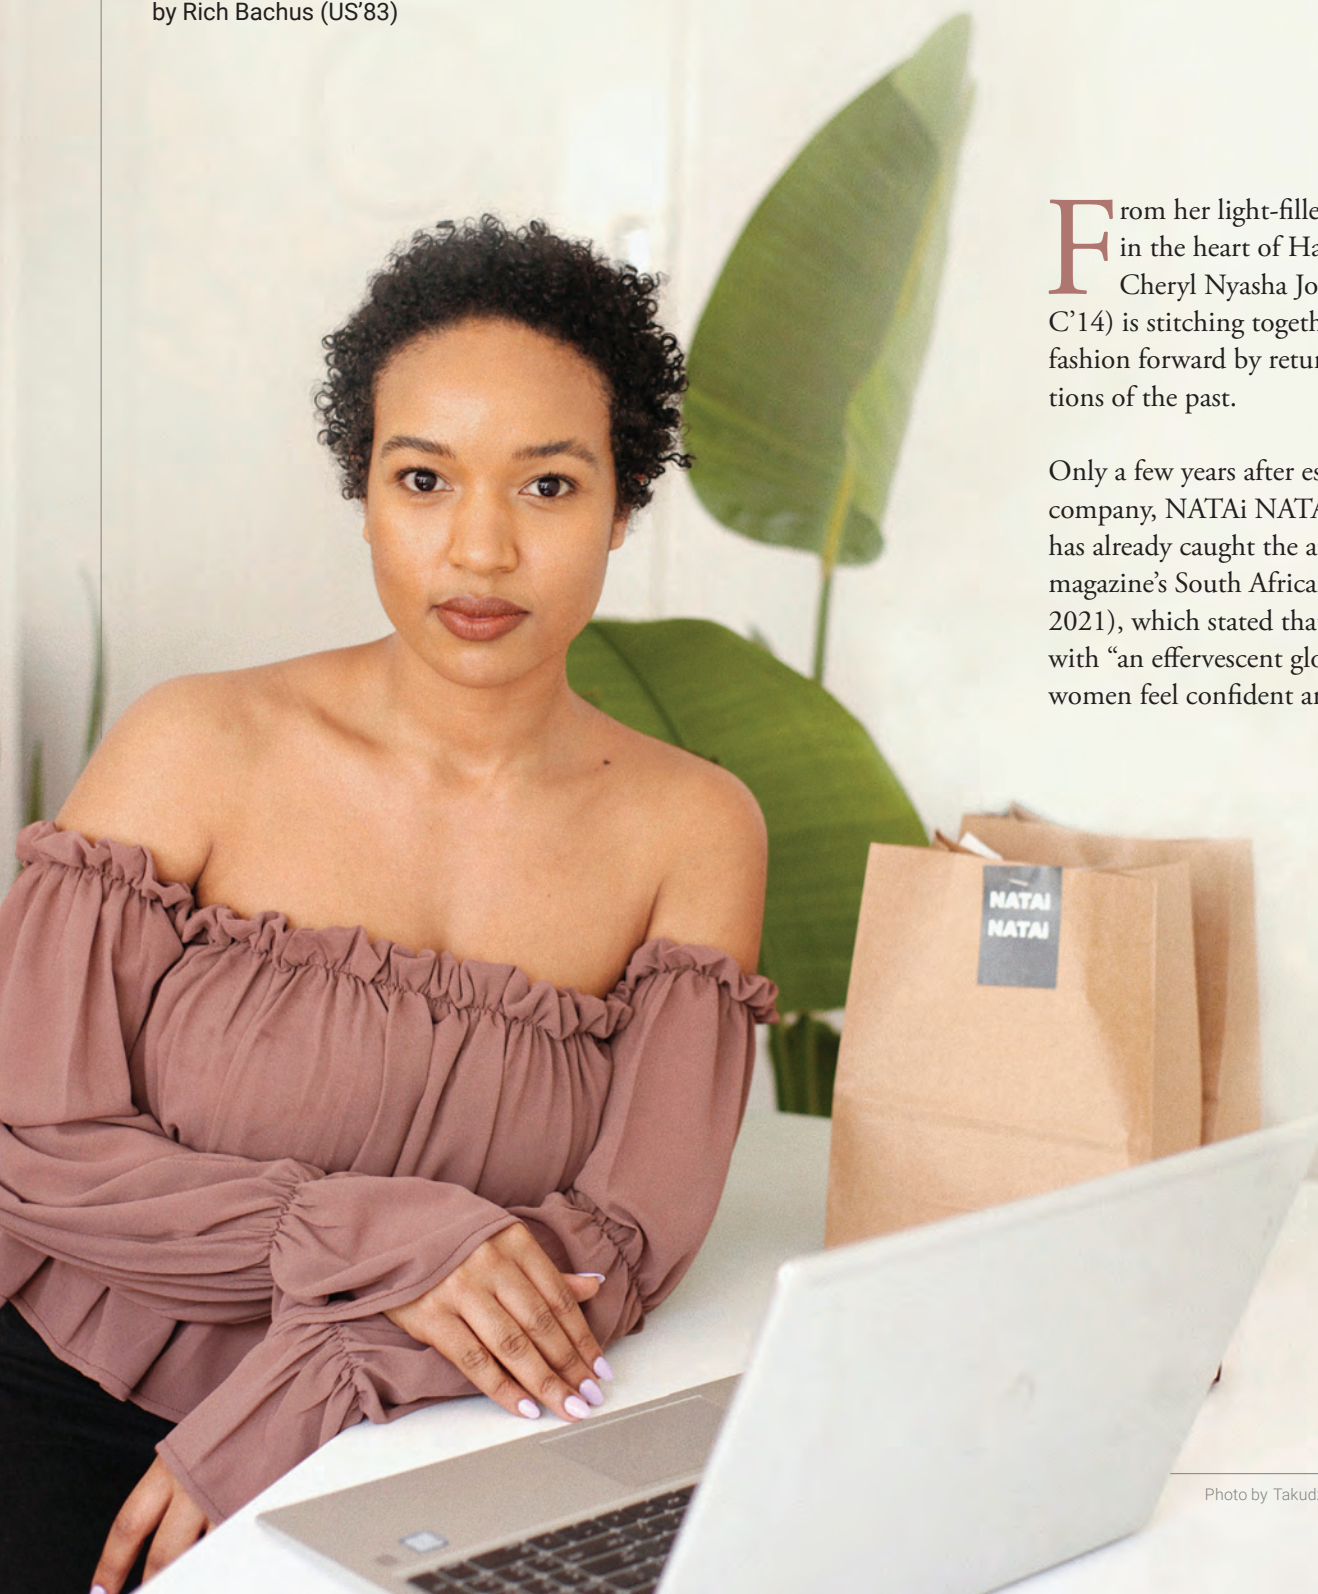 by Rich Bachus (US’83)
From her light-fille
in the heart of Ha
Cheryl Nyasha Jo
C’14) is stitching togeth
fashion forward by retur
tions of the past.
Only a few years after es
company, NATAi NATA
has already caught the a
magazine’s South Africa
2021), which stated tha
with “an effervescent glo
women feel confident an
NATAi
NATAi
Photo by Takudz